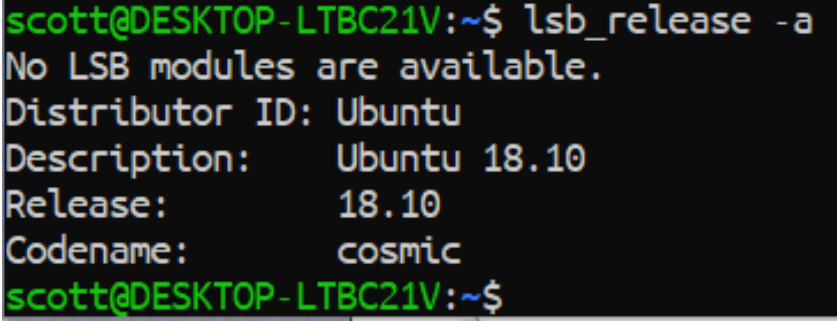 scott@DESKTOP-LTBC21V:~$ lsb_release -a
No LSB modules are available.
Distributor ID: Ubuntu
Description:    Ubuntu 18.10
Release:        18.10
Codename:       cosmic
scott@DESKTOP-LTBC21V:~$